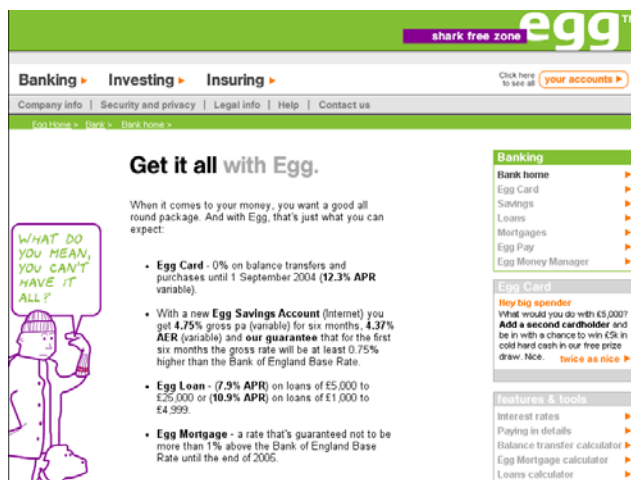 shark free zone
egg™
Banking
Investing
Insuring
Click here
to see all
your accounts
Company info | Security and privacy | Legal info | Help | Contact us
Egg Home > Bank > Bank home >
Get it all with Egg.
When it comes to your money, you want a good all
round package. And with Egg, that's just what you can
expect:
• Egg Card - 0% on balance transfers and
purchases until 1 September 2004 (12.3% APR
variable).
• With a new Egg Savings Account (Internet) you
get 4.75% gross pa (variable) for six months, 4.37%
AER (variable) and our guarantee that for the first
six months the gross rate will be at least 0.75%
higher than the Bank of England Base Rate.
• Egg Loan - (7.9% APR) on loans of £5,000 to
£25,000 or (10.9% APR) on loans of £1,000 to
£4,999.
• Egg Mortgage - a rate that's guaranteed not to be
more than 1% above the Bank of England Base
Rate until the end of 2005.
WHAT DO
YOU MEAN,
YOU CAN'T
HAVE IT
ALL?
Banking
Bank home
Egg Card
Savings
Loans
Mortgages
Egg Pay
Egg Money Manager
Egg Card
Hey big spender
What would you do with £5,000?
Add a second cardholder and
be in with a chance to win £5k in
cold hard cash in our free prize
draw. Nice.
twice as nice
features & tools
Interest rates
Paying in details
Balance transfer calculator
Egg Mortgage calculator
Loans calculator